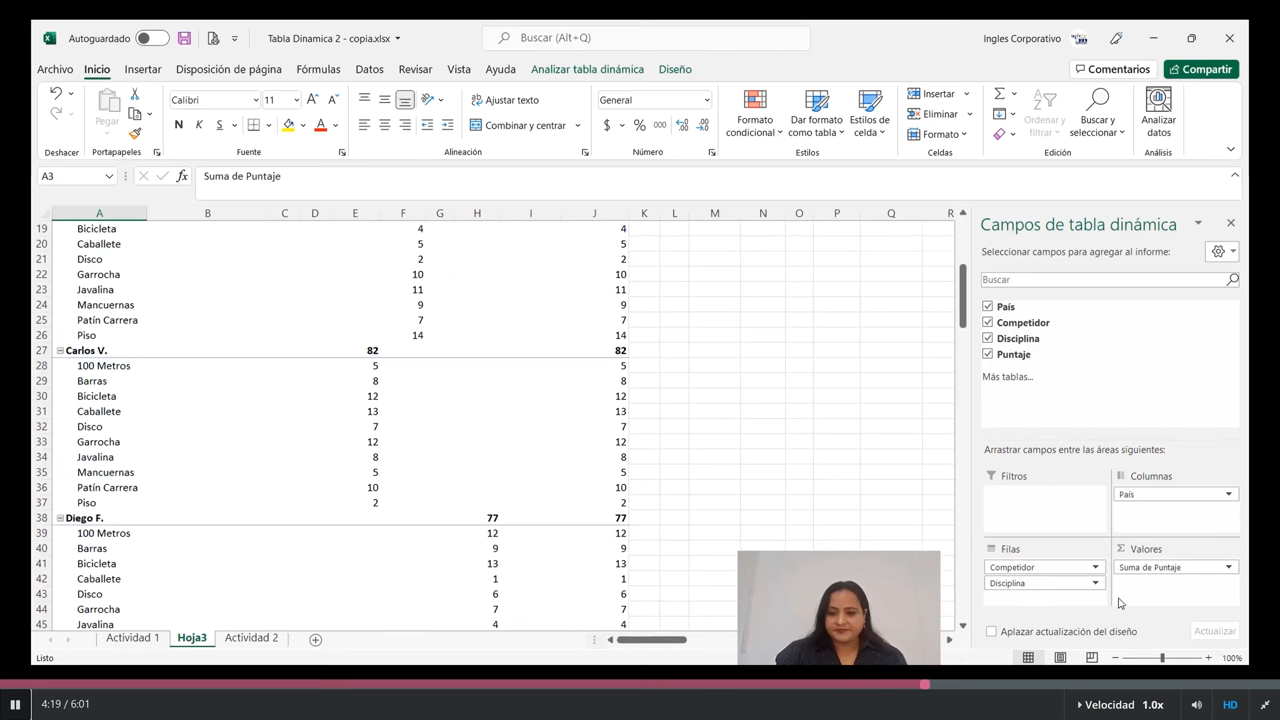 Autoguardado
Tabla Dinamica 2 - copia.xlsx
Buscar (Alt+Q)
Ingles Corporativo
Archivo Inicio Insertar Disposición de página Fórmulas Datos Revisar Vista Ayuda Analizar tabla dinámica Diseño
Comentarios Compartir
Pegar
Calibri 11
N K S
Ajustar texto
Combinar y centrar
General
$ % 000
Formato condicional
Dar formato como tabla
Estilos de celda
Insertar
Eliminar
Formato
Ordenar y filtrar
Buscar y seleccionar
Analizar datos
Deshacer Portapapeles Fuente Alineación Número Estilos Celdas Edición Análisis
A3 fx Suma de Puntaje
A B C D E F G H I J K L M N O P Q R
19 Bicicleta 4 4
20 Caballete 5 5
21 Disco 2 2
22 Garrocha 10 10
23 Javalina 11 11
24 Mancuernas 9 9
25 Patín Carrera 7 7
26 Piso 14 14
27 Carlos V. 82 82
28 100 Metros 5 5
29 Barras 8 8
30 Bicicleta 12 12
31 Caballete 13 13
32 Disco 7 7
33 Garrocha 12 12
34 Javalina 8 8
35 Mancuernas 5 5
36 Patín Carrera 10 10
37 Piso 2 2
38 Diego F. 77 77
39 100 Metros 12 12
40 Barras 9 9
41 Bicicleta 13 13
42 Caballete 1 1
43 Disco 6 6
44 Garrocha 7 7
45 Javalina 4 4
Campos de tabla dinámica
Seleccionar campos para agregar al informe:
Buscar
País
Competidor
Disciplina
Puntaje
Más tablas...
Arrastrar campos entre las áreas siguientes:
Filtros
Columnas
País
Filas
Competidor
Disciplina
Valores
Suma de Puntaje
Aplazar actualización del diseño
Actualizar
Actividad 1 Hoja3 Actividad 2
Listo
100%
4:19 / 6:01
Velocidad 1.0x
HD